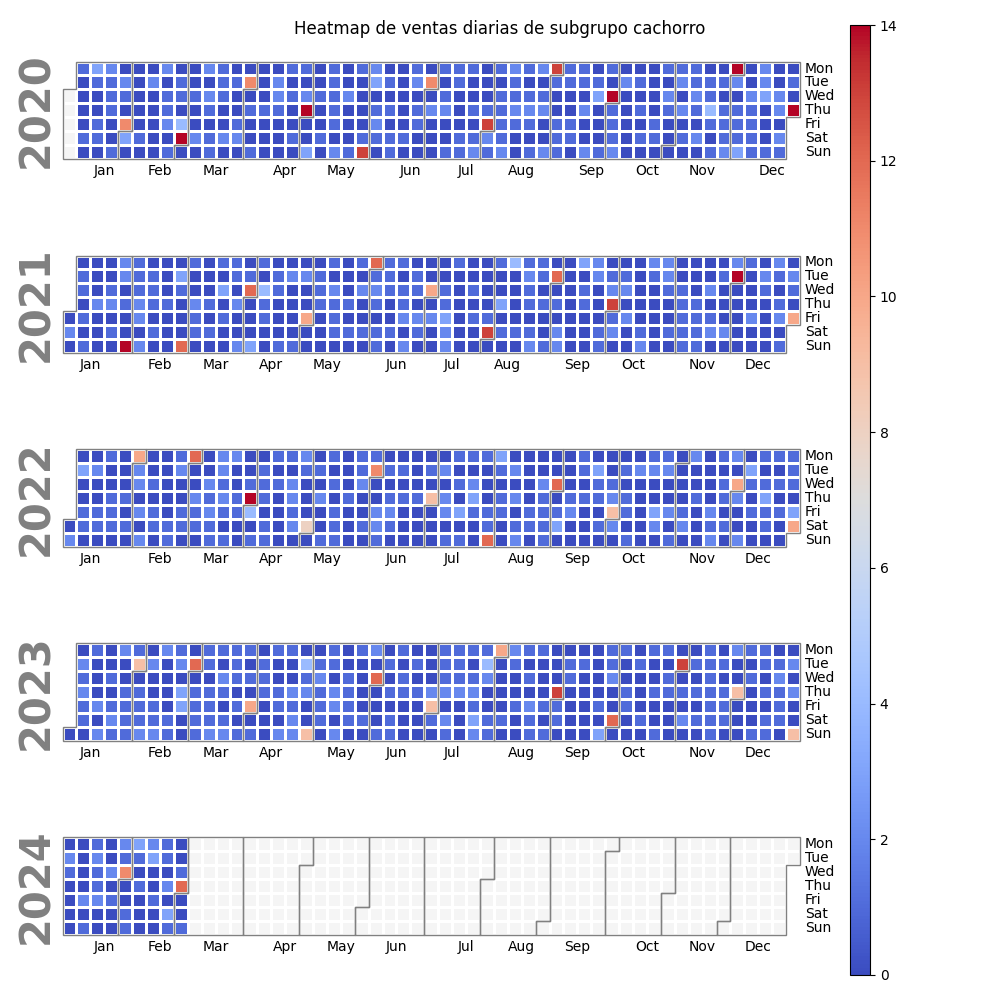 Heatmap de ventas diarias de subgrupo cachorro
2020
Mon
Tue
Wed
Thu
Fri
Sat
Sun
Jan Feb Mar Apr May Jun Jul Aug Sep Oct Nov Dec
2021
Mon
Tue
Wed
Thu
Fri
Sat
Sun
Jan Feb Mar Apr May Jun Jul Aug Sep Oct Nov Dec
2022
Mon
Tue
Wed
Thu
Fri
Sat
Sun
Jan Feb Mar Apr May Jun Jul Aug Sep Oct Nov Dec
2023
Mon
Tue
Wed
Thu
Fri
Sat
Sun
Jan Feb Mar Apr May Jun Jul Aug Sep Oct Nov Dec
2024
Mon
Tue
Wed
Thu
Fri
Sat
Sun
Jan Feb Mar Apr May Jun Jul Aug Sep Oct Nov Dec
14
12
10
8
6
4
2
0